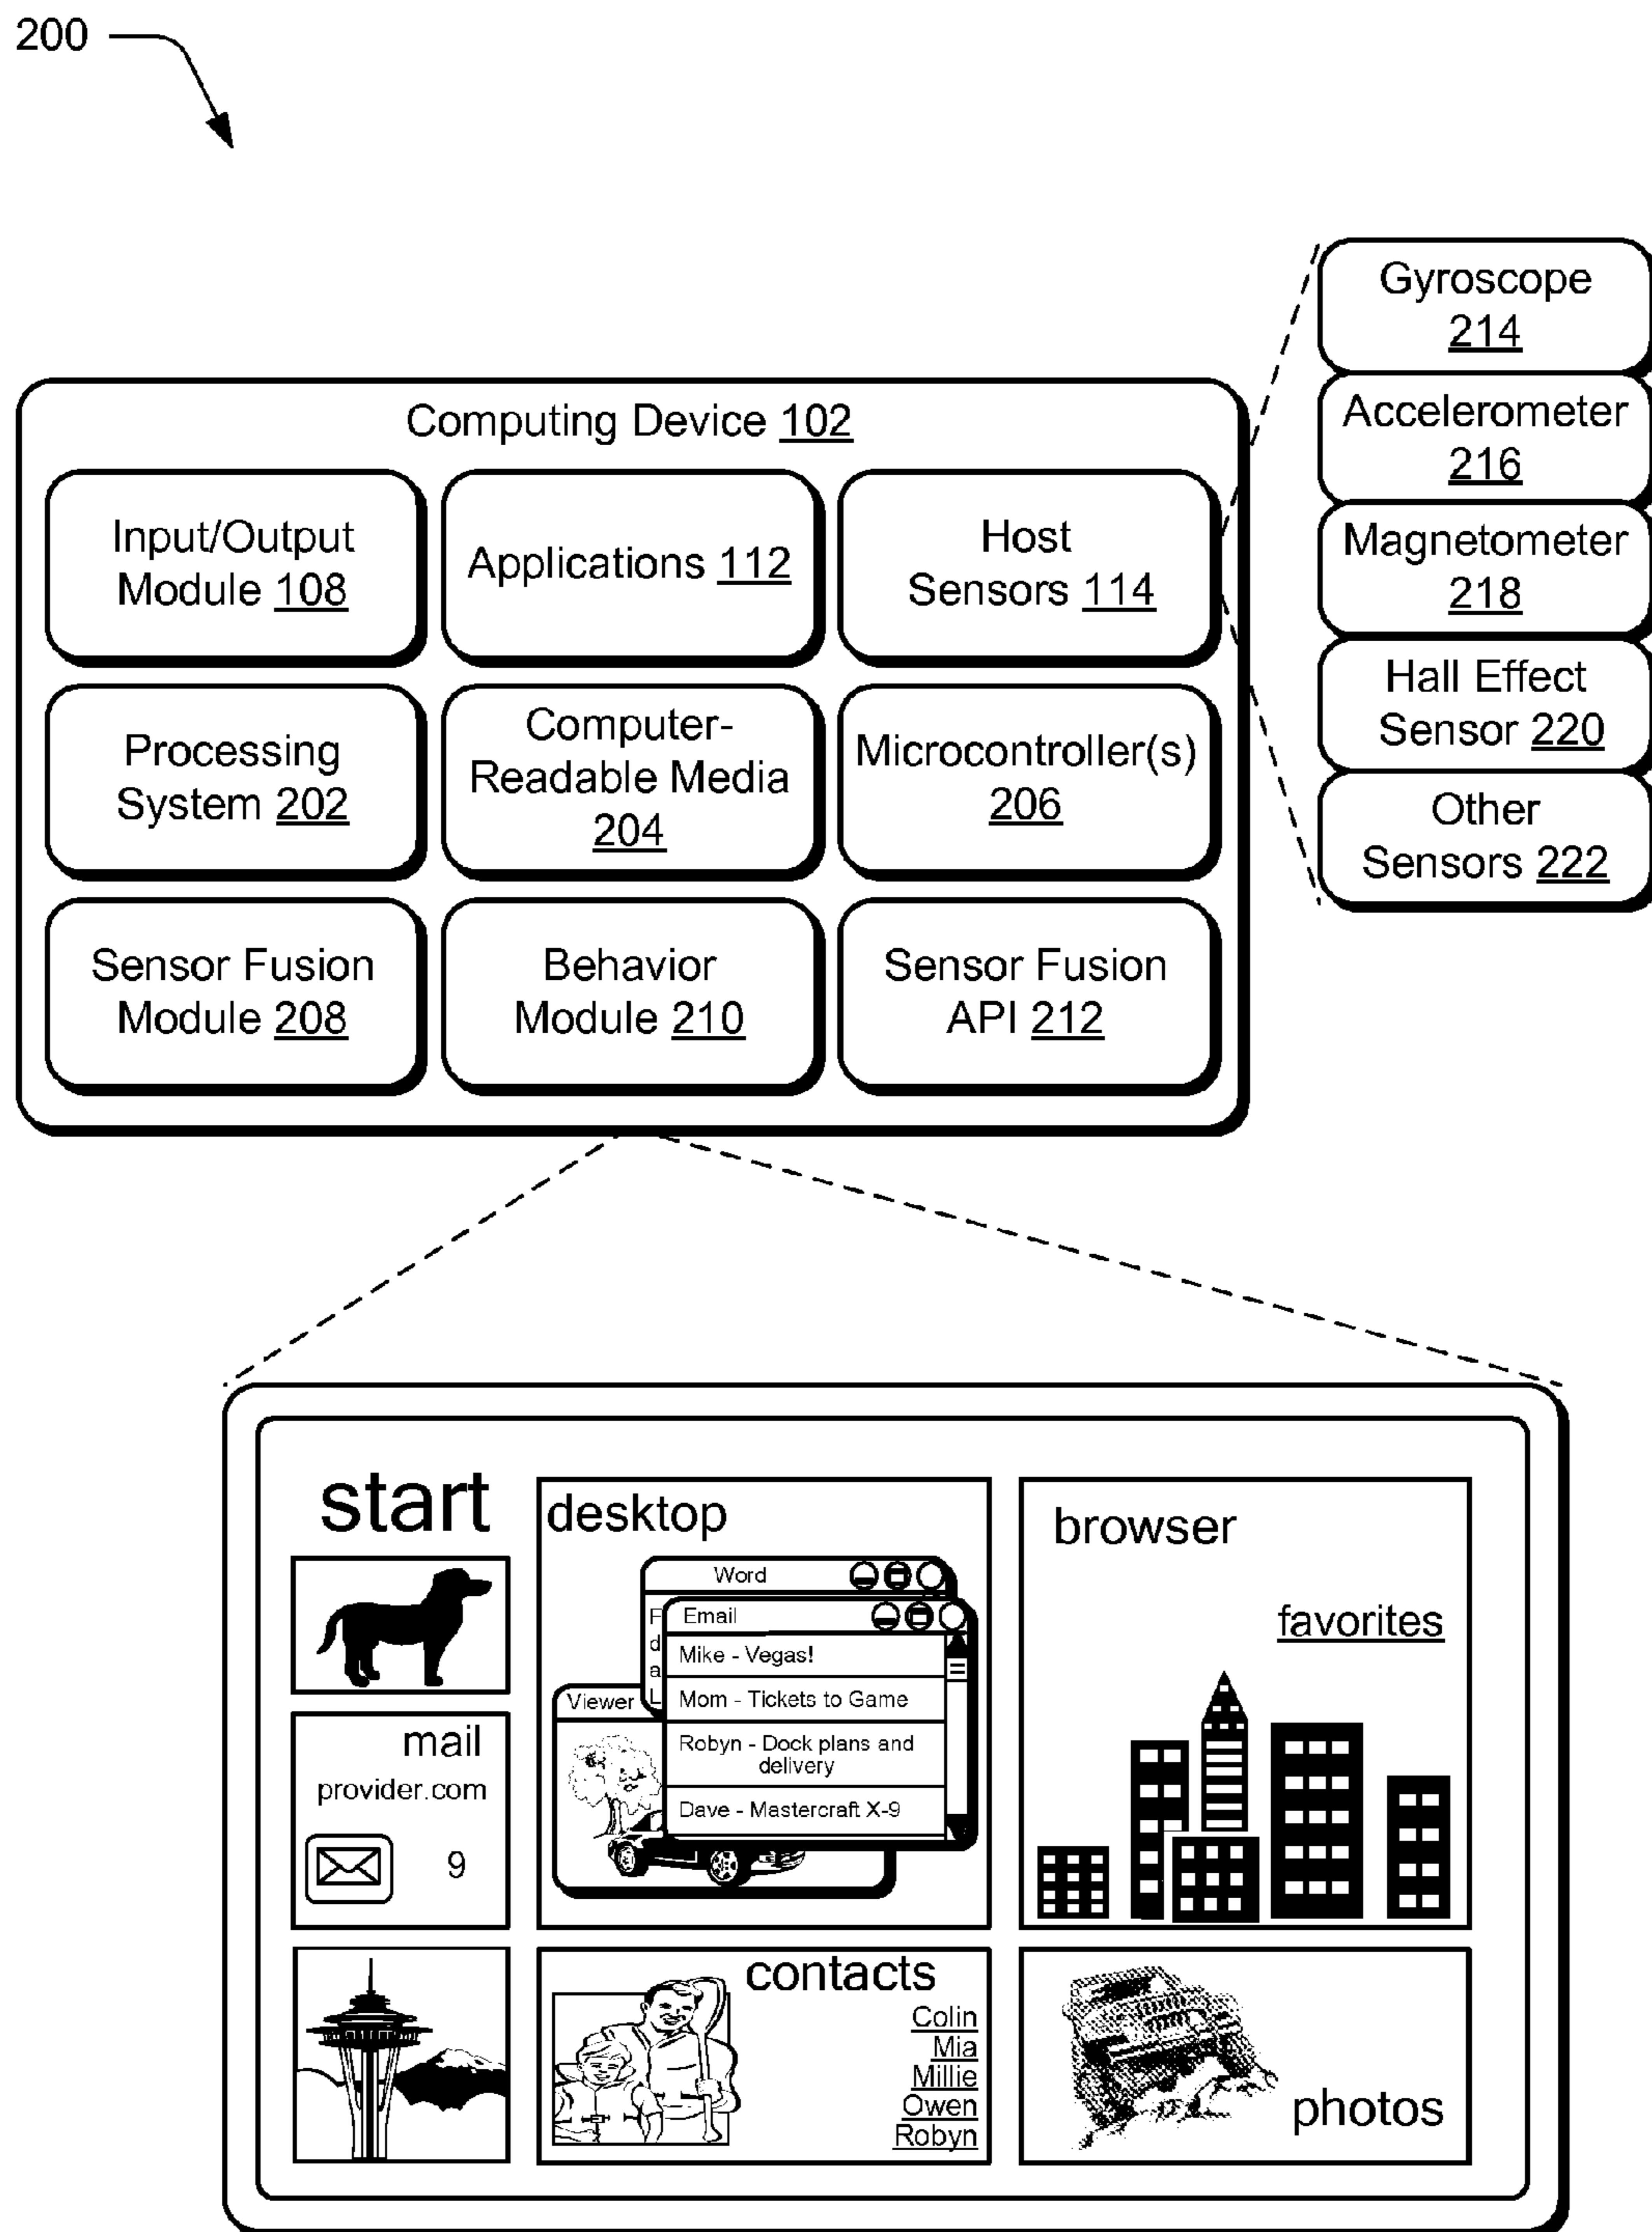 200
Gyroscope
214
Accelerometer
216
Magnetometer
218
Hall Effect
Sensor 220
Other
Sensors 222
Computing Device 102
Input/Output
Module 108
Applications 112
Host
Sensors 114
Processing
System 202
Computer-
Readable Media
204
Microcontroller(s)
206
Sensor Fusion
Module 208
Behavior
Module 210
Sensor Fusion
API 212
start
mail
provider.com
9
desktop
Word
F
d
a
L
Email
Mike - Vegas!
Mom - Tickets to Game
Robyn - Dock plans and
delivery
Dave - Mastercraft X-9
Viewer
browser
favorites
contacts
Colin
Mia
Millie
Owen
Robyn
photos